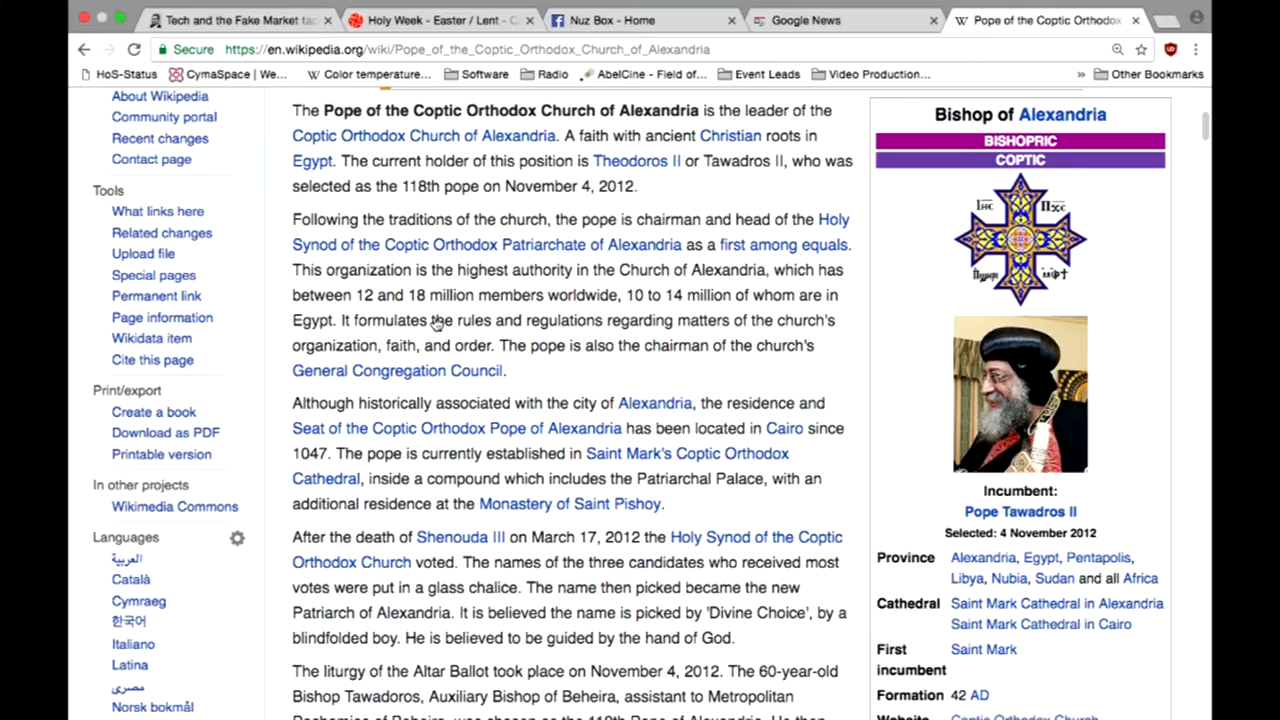 Tech and the Fake Market tac
Holy Week - Easter / Lent - C
Nuz Box - Home
Google News
Pope of the Coptic Orthodox
Secure
https://en.wikipedia.org/wiki/Pope_of_the_Coptic_Orthodox_Church_of_Alexandria
HoS-Status
CymaSpace | We...
Color temperature...
Software
Radio
AbelCine - Field of...
Event Leads
Video Production...
»
Other Bookmarks
About Wikipedia
Community portal
Recent changes
Contact page
Tools
What links here
Related changes
Upload file
Special pages
Permanent link
Page information
Wikidata item
Cite this page
Print/export
Create a book
Download as PDF
Printable version
In other projects
Wikimedia Commons
Languages
العربية
Català
Cymraeg
한국어
Italiano
Latina
مصرى
Norsk bokmål
The Pope of the Coptic Orthodox Church of Alexandria is the leader of the
Coptic Orthodox Church of Alexandria. A faith with ancient Christian roots in
Egypt. The current holder of this position is Theodoros II or Tawadros II, who was
selected as the 118th pope on November 4, 2012.
Following the traditions of the church, the pope is chairman and head of the Holy
Synod of the Coptic Orthodox Patriarchate of Alexandria as a first among equals.
This organization is the highest authority in the Church of Alexandria, which has
between 12 and 18 million members worldwide, 10 to 14 million of whom are in
Egypt. It formulates the rules and regulations regarding matters of the church's
organization, faith, and order. The pope is also the chairman of the church's
General Congregation Council.
Although historically associated with the city of Alexandria, the residence and
Seat of the Coptic Orthodox Pope of Alexandria has been located in Cairo since
1047. The pope is currently established in Saint Mark's Coptic Orthodox
Cathedral, inside a compound which includes the Patriarchal Palace, with an
additional residence at the Monastery of Saint Pishoy.
After the death of Shenouda III on March 17, 2012 the Holy Synod of the Coptic
Orthodox Church voted. The names of the three candidates who received most
votes were put in a glass chalice. The name then picked became the new
Patriarch of Alexandria. It is believed the name is picked by 'Divine Choice', by a
blindfolded boy. He is believed to be guided by the hand of God.
The liturgy of the Altar Ballot took place on November 4, 2012. The 60-year-old
Bishop Tawadoros, Auxiliary Bishop of Beheira, assistant to Metropolitan
Bishop of Alexandria
BISHOPRIC
COPTIC
Incumbent:
Pope Tawadros II
Selected: 4 November 2012
Province Alexandria, Egypt, Pentapolis,
Libya, Nubia, Sudan and all Africa
Cathedral Saint Mark Cathedral in Alexandria
Saint Mark Cathedral in Cairo
First Saint Mark
incumbent
Formation 42 AD